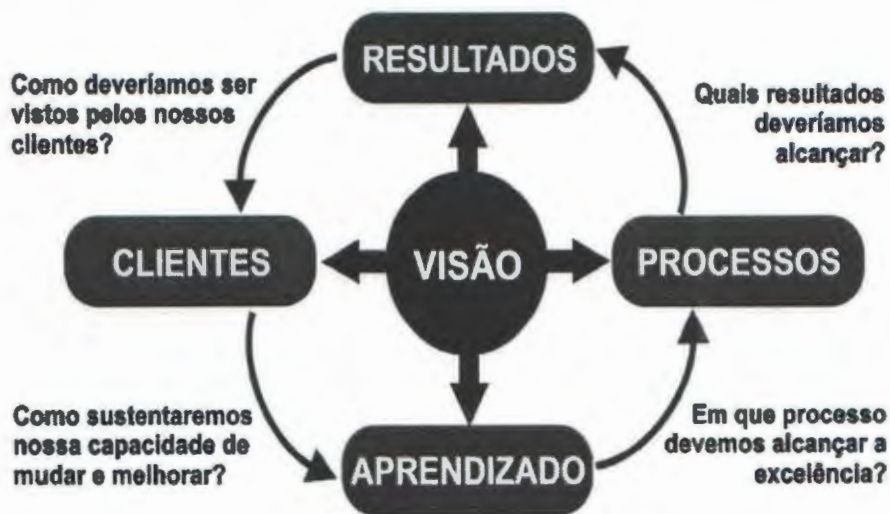 RESULTADOS
Como deveríamos ser
vistos pelos nossos
clientes?
Quais resultados
deveríamos
alcançar?
CLIENTES
VISÃO
PROCESSOS
Como sustentaremos
nossa capacidade de
mudar e melhorar?
APRENDIZADO
Em que processo
devemos alcançar a
excelência?